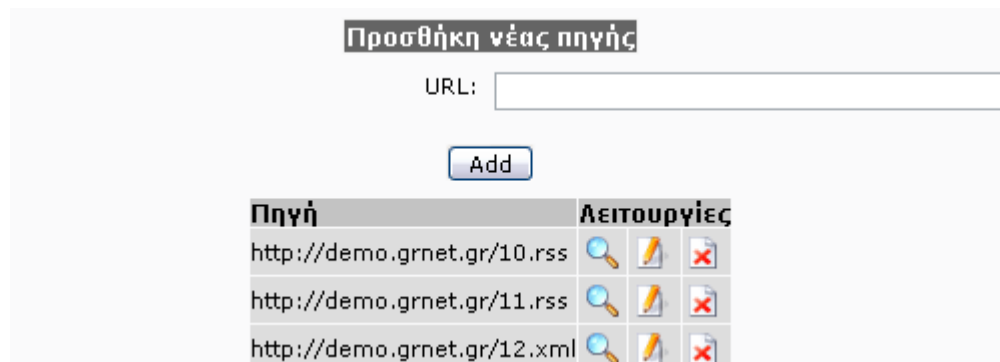 Προσθήκη νέας πηγής
URL:
Add
Πηγή Λειτουργίες
http://demo.grnet.gr/10.rss
http://demo.grnet.gr/11.rss
http://demo.grnet.gr/12.xml